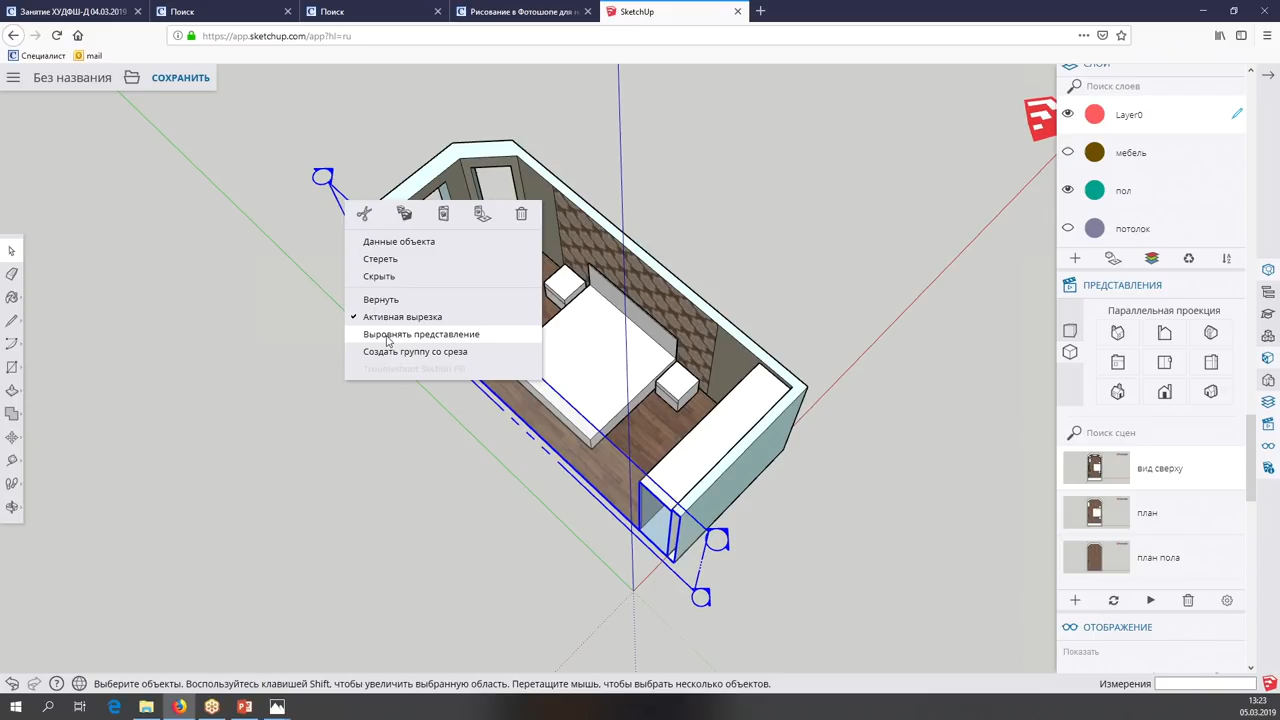 Занятие ХУДФШ-Д 04.03.2019
Поиск
Поиск
Рисование в Фотошопе для н
SketchUp
https://app.sketchup.com/app?hl=ru
Специалист
mail
Без названия
СОХРАНИТЬ
СЛОИ
Поиск слоев
Layer0
мебель
пол
потолок
Данные объекта
Стереть
Скрыть
Вернуть
Активная вырезка
Выровнять представление
Создать группу со среза
ПРЕДСТАВЛЕНИЯ
Параллельная проекция
Поиск сцен
вид сверху
план
план пола
ОТОБРАЖЕНИЕ
Показать
Выберите объекты. Воспользуйтесь клавишей Shift, чтобы увеличить выбранную область. Перетащите мышь, чтобы выбрать несколько объектов.
Измерения
13:23
05.03.2019